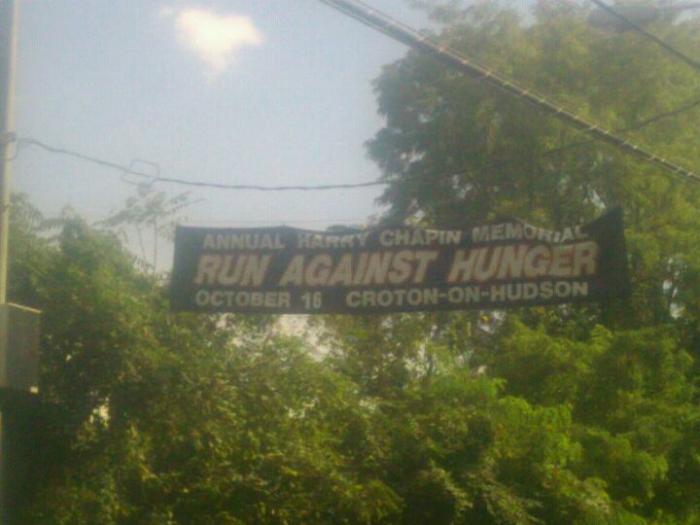 ANNUAL HARRY CHAPIN MEMORIAL
RUN AGAINST HUNGER
OCTOBER 16 CROTON-ON-HUDSON